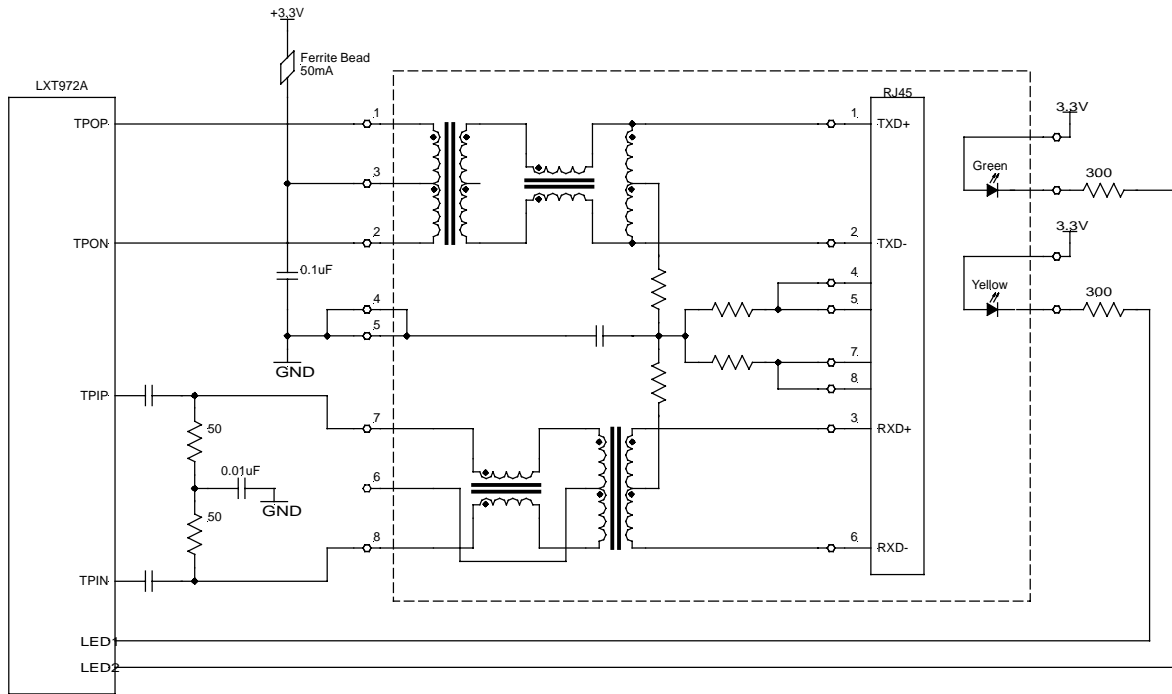 +3.3V
Ferrite Bead
50mA
LXT972A
RJ45
TPOP
1
1
TXD+
3.3V
3
Green
300
TPON
2
2
TXD-
3.3V
0.1uF
4
4
5
Yellow
300
5
GND
7
8
TPIP
7
3
RXD+
50
0.01uF
6
GND
50
8
6
RXD-
TPIN
LED1
LED2